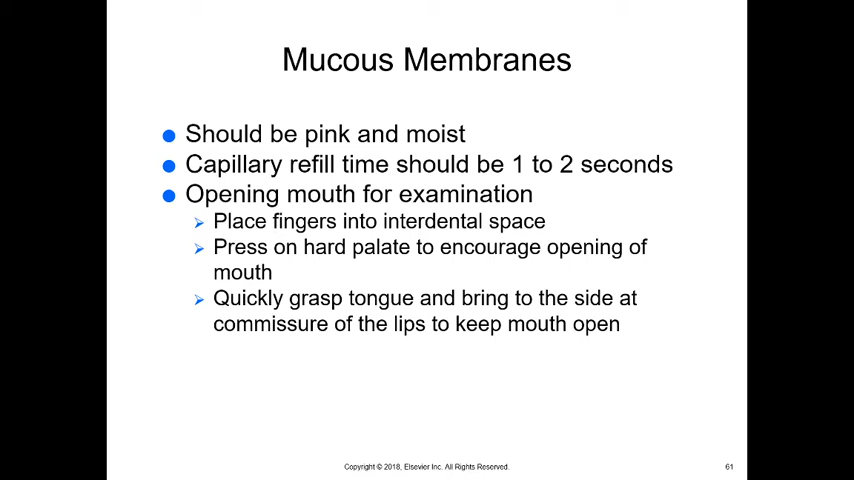 Mucous Membranes
Should be pink and moist
Capillary refill time should be 1 to 2 seconds
Opening mouth for examination
Place fingers into interdental space
Press on hard palate to encourage opening of
mouth
Quickly grasp tongue and bring to the side at
commissure of the lips to keep mouth open
Copyright © 2018, Elsevier Inc. All Rights Reserved.
61